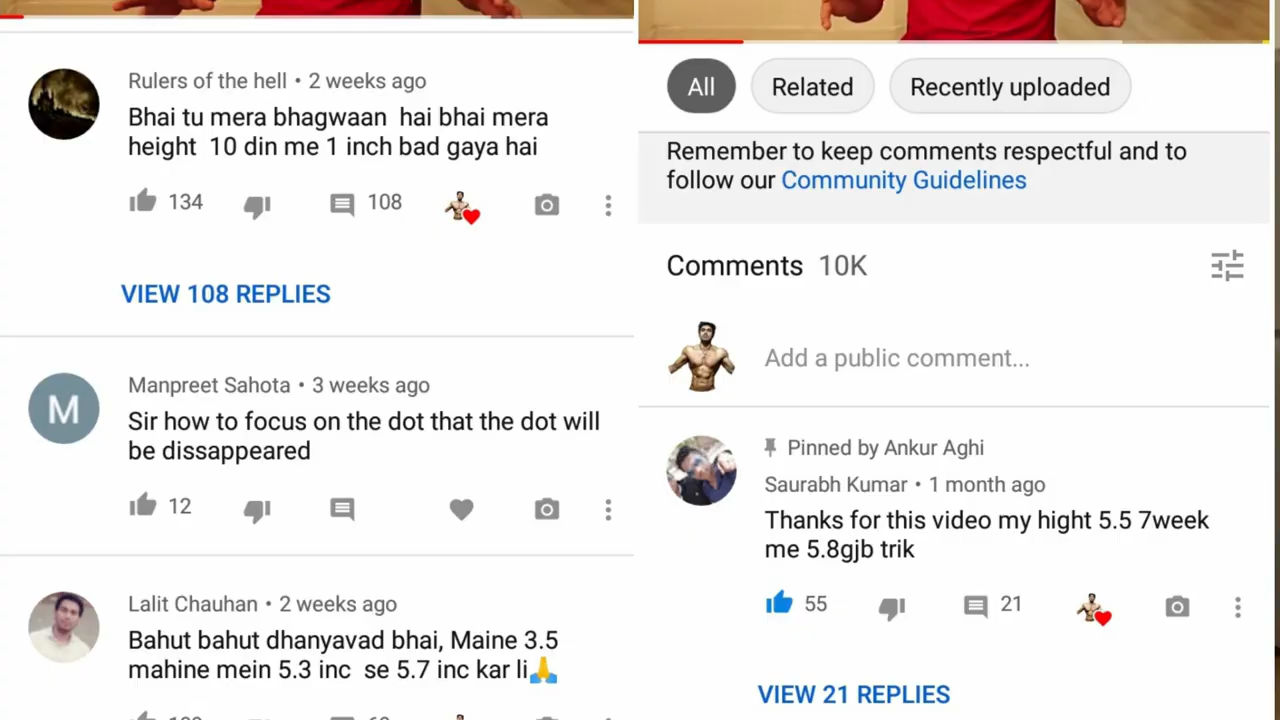 Rulers of the hell • 2 weeks ago
Bhai tu mera bhagwaan hai bhai mera
height 10 din me 1 inch bad gaya hai
134
108
VIEW 108 REPLIES
M
Manpreet Sahota • 3 weeks ago
Sir how to focus on the dot that the dot will
be dissappeared
12
Lalit Chauhan • 2 weeks ago
Bahut bahut dhanyavad bhai, Maine 3.5
mahine mein 5.3 inc se 5.7 inc kar li🙏
All
Related
Recently uploaded
Remember to keep comments respectful and to
follow our Community Guidelines
Comments 10K
Add a public comment...
Pinned by Ankur Aghi
Saurabh Kumar • 1 month ago
Thanks for this video my hight 5.5 7week
me 5.8gjb trik
55
21
VIEW 21 REPLIES